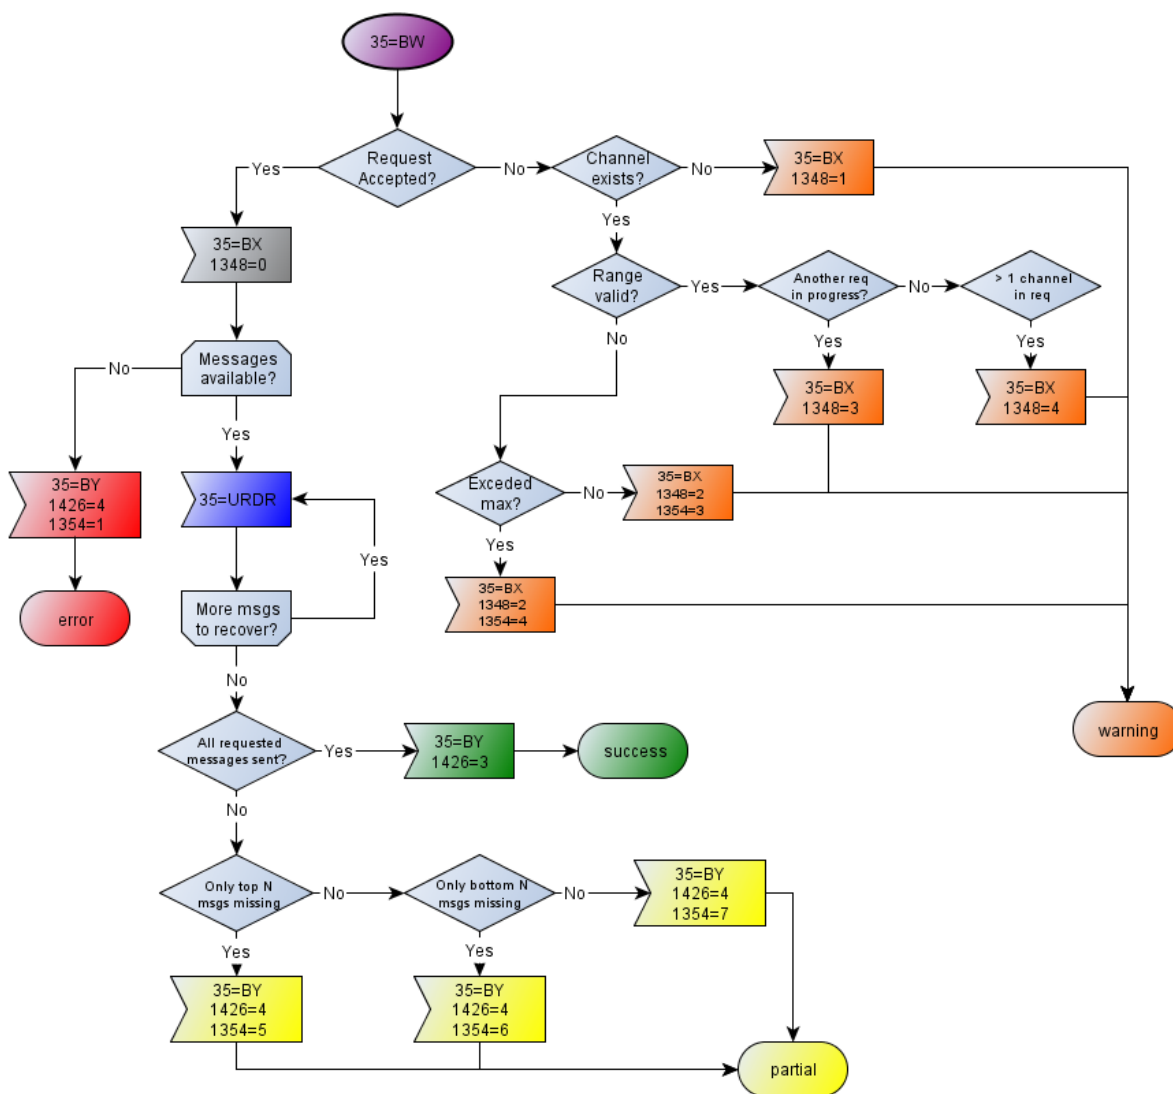 35=BW
Request
Accepted?
Yes
No
Channel
exists?
No
35=BX
1348=1
Yes
35=BX
1348=0
Range
valid?
Yes
Another req
in progress?
No
> 1 channel
in req
No
Yes
Yes
Messages
available?
No
35=BX
1348=3
35=BX
1348=4
Yes
35=BY
1426=4
1354=1
35=URDR
Exceded
max?
No
35=BX
1348=2
1354=3
Yes
Yes
error
More msgs
to recover?
35=BX
1348=2
1354=4
No
All requested
messages sent?
Yes
35=BY
1426=3
success
warning
No
Only top N
msgs missing
No
Only bottom N
msgs missing
No
35=BY
1426=4
1354=7
Yes
Yes
35=BY
1426=4
1354=5
35=BY
1426=4
1354=6
partial